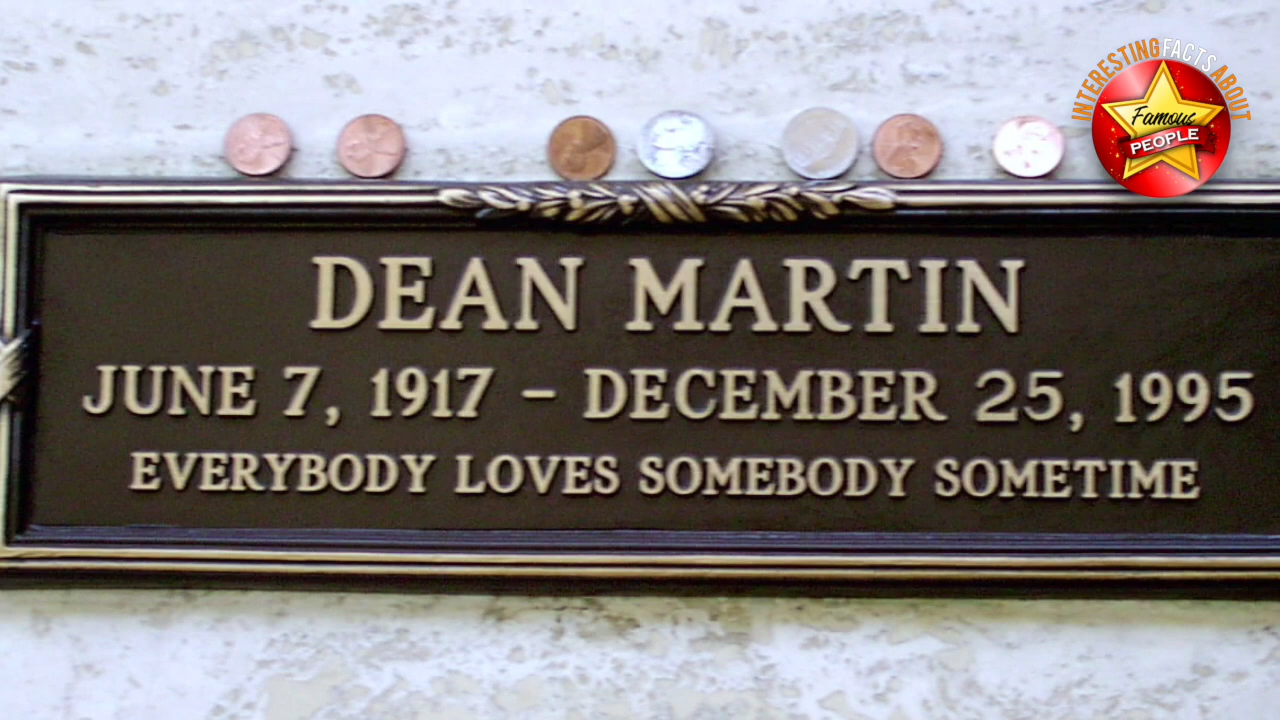 INTERESTING FACTS ABOUT
Famous
PEOPLE
DEAN MARTIN
JUNE 7, 1917 – DECEMBER 25, 1995
EVERYBODY LOVES SOMEBODY SOMETIME